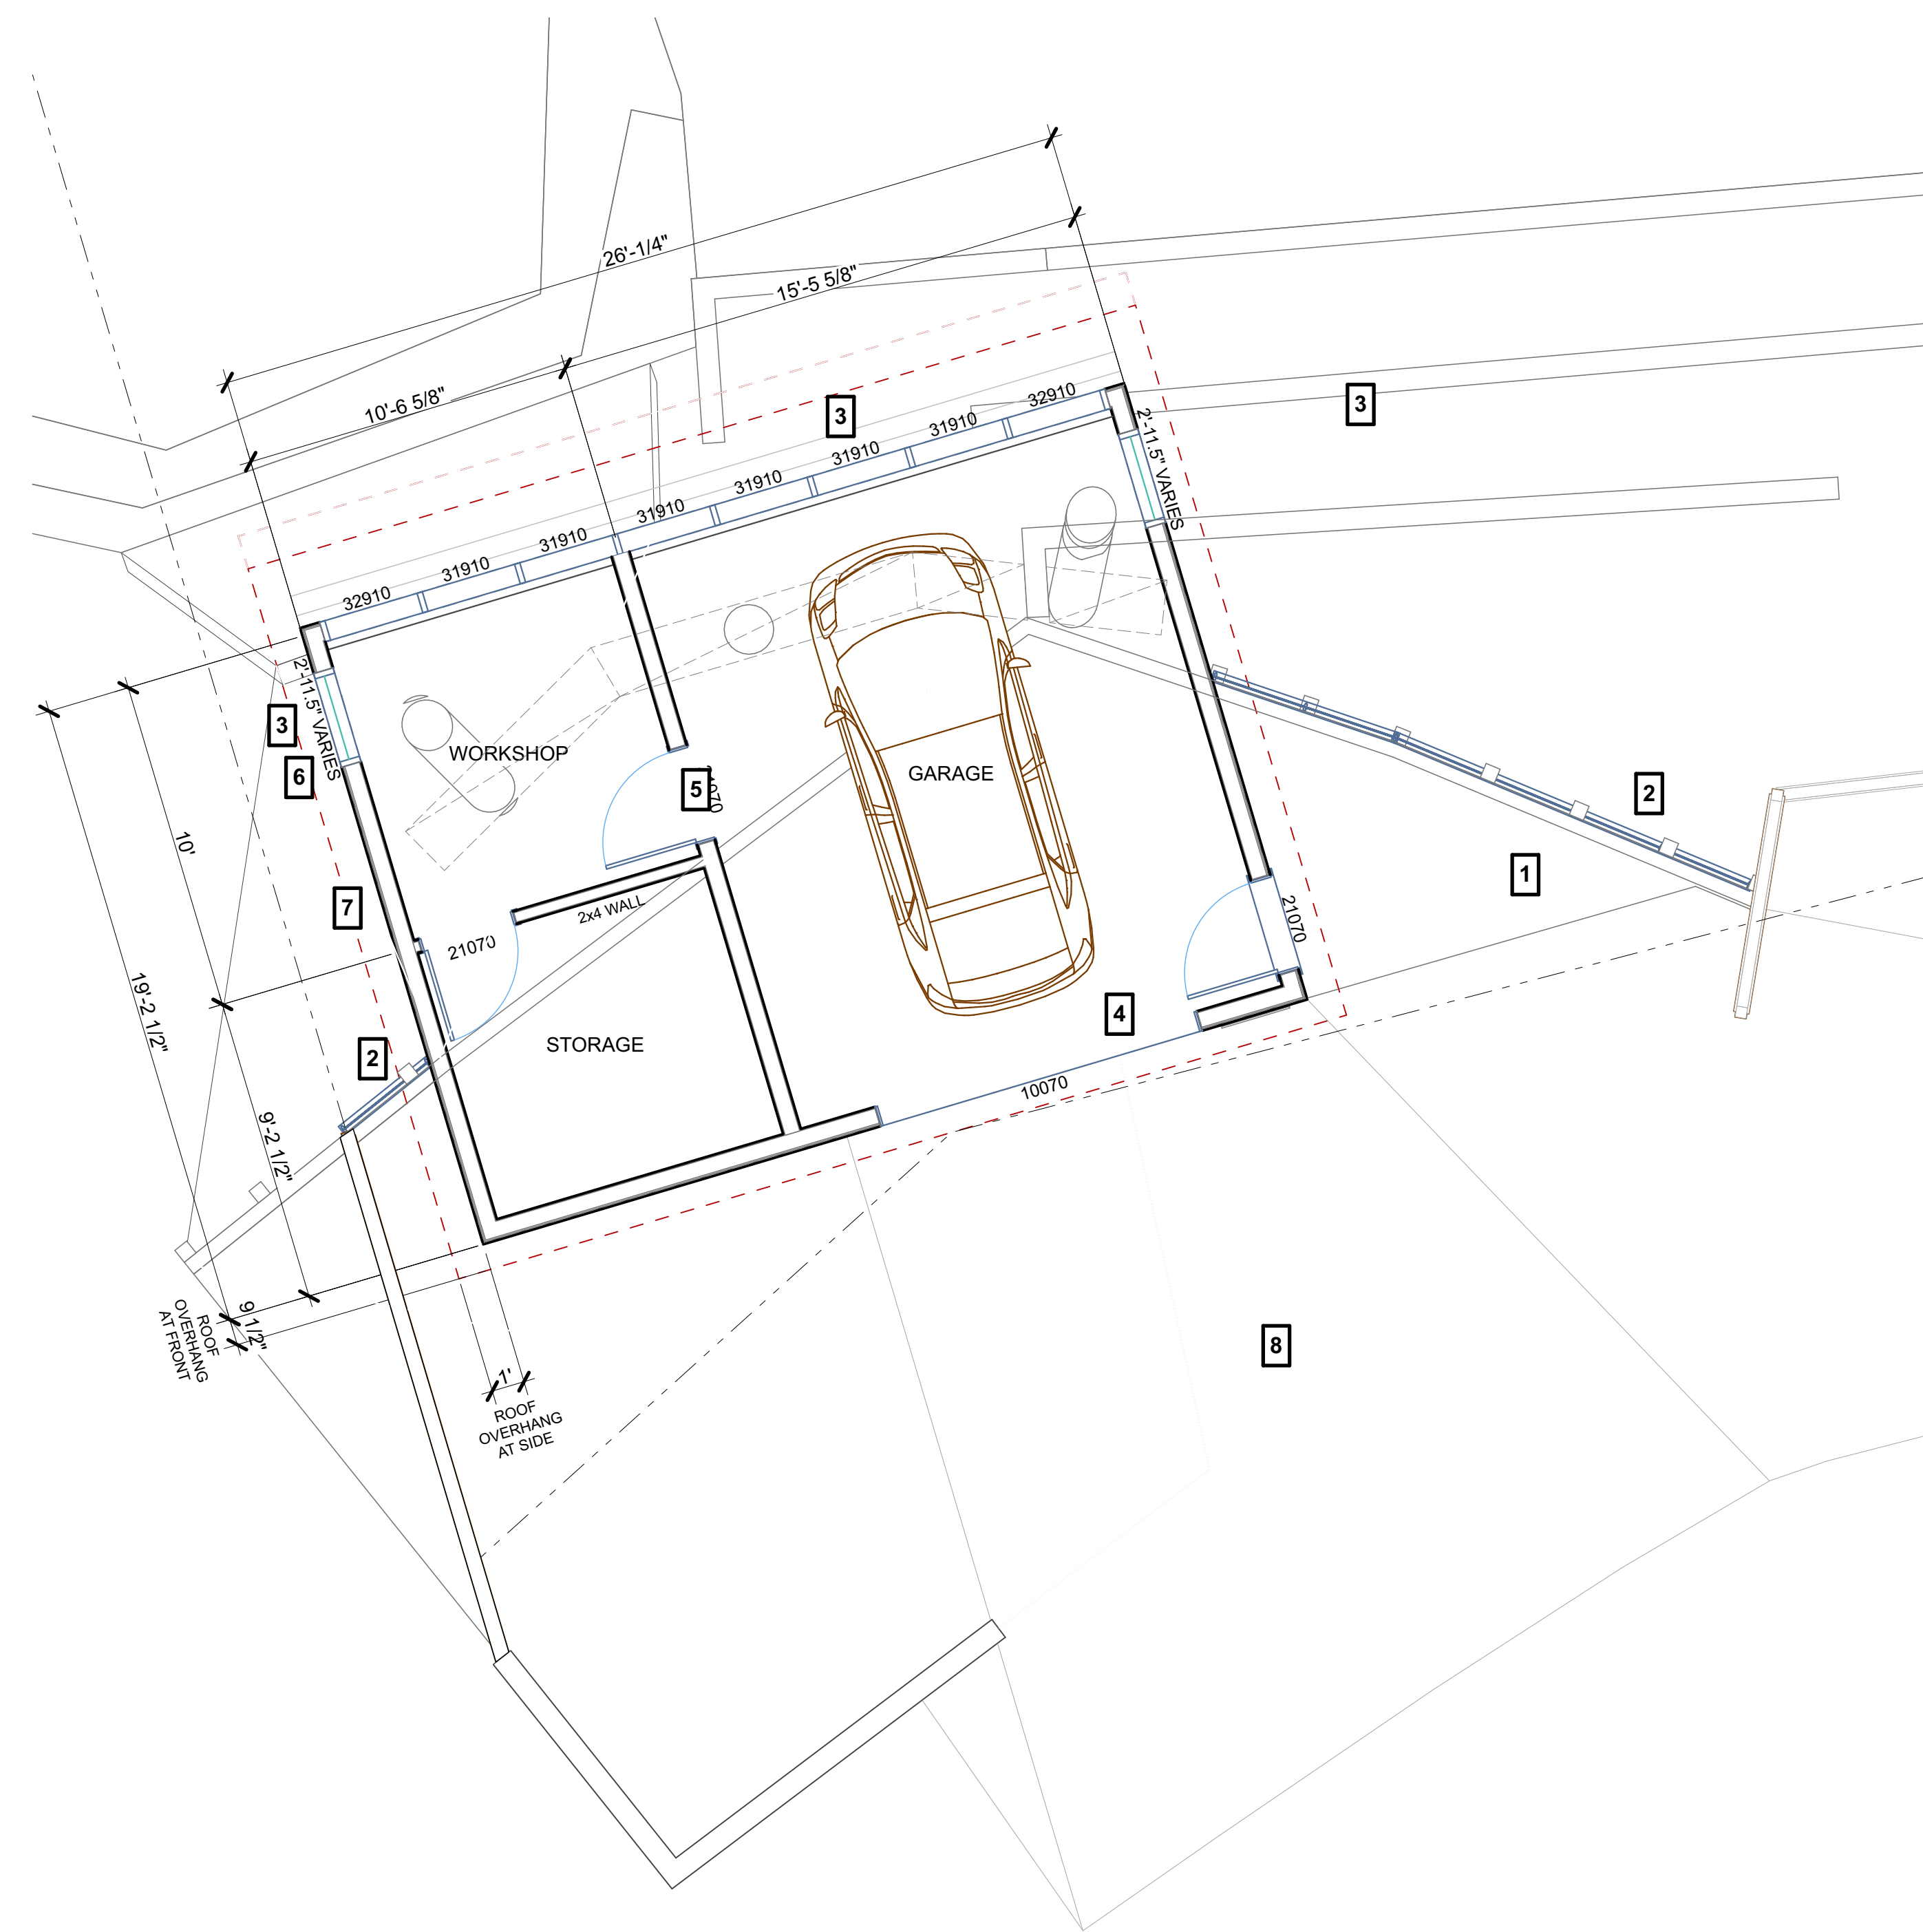 26'-1/4"
15'-5 5/8"
10'-6 5/8"
3
3
32910
31910
31910
31910
31910
31910
31910
32910
2'-11.5" VARIES
2'-11.5" VARIES
3
6
WORKSHOP
5
GARAGE
2
1
10'
7
2x4 WALL
21070
21070
19'-2 1/2"
4
2
STORAGE
10070
9'-2 1/2"
9 1/2"
ROOF
OVERHANG
AT FRONT
8
1'
ROOF
OVERHANG
AT SIDE